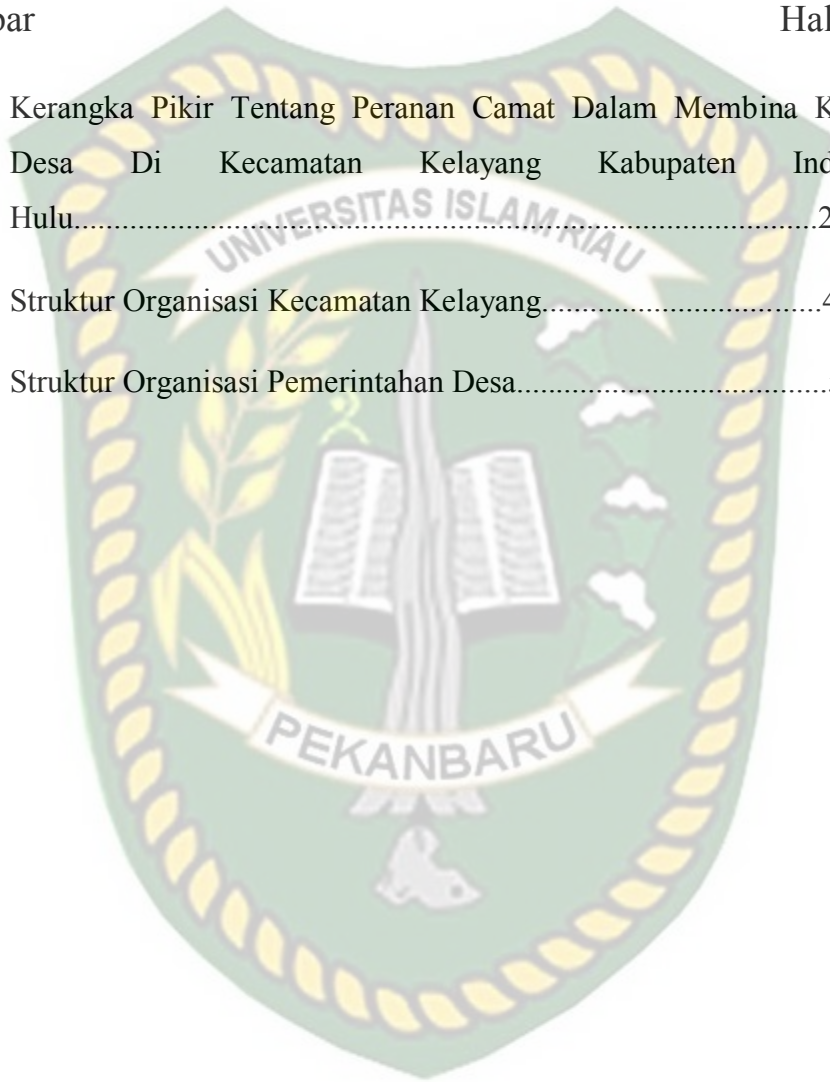 bar Hal
Kerangka Pikir Tentang Peranan Camat Dalam Membina K
Desa Di Kecamatan Kelayang Kabupaten Ind
Hulu..........................................................................................2
UNIVERSITAS ISLAM RIAU
Struktur Organisasi Kecamatan Kelayang..................................4
Struktur Organisasi Pemerintahan Desa.......................................
PEKANBARU